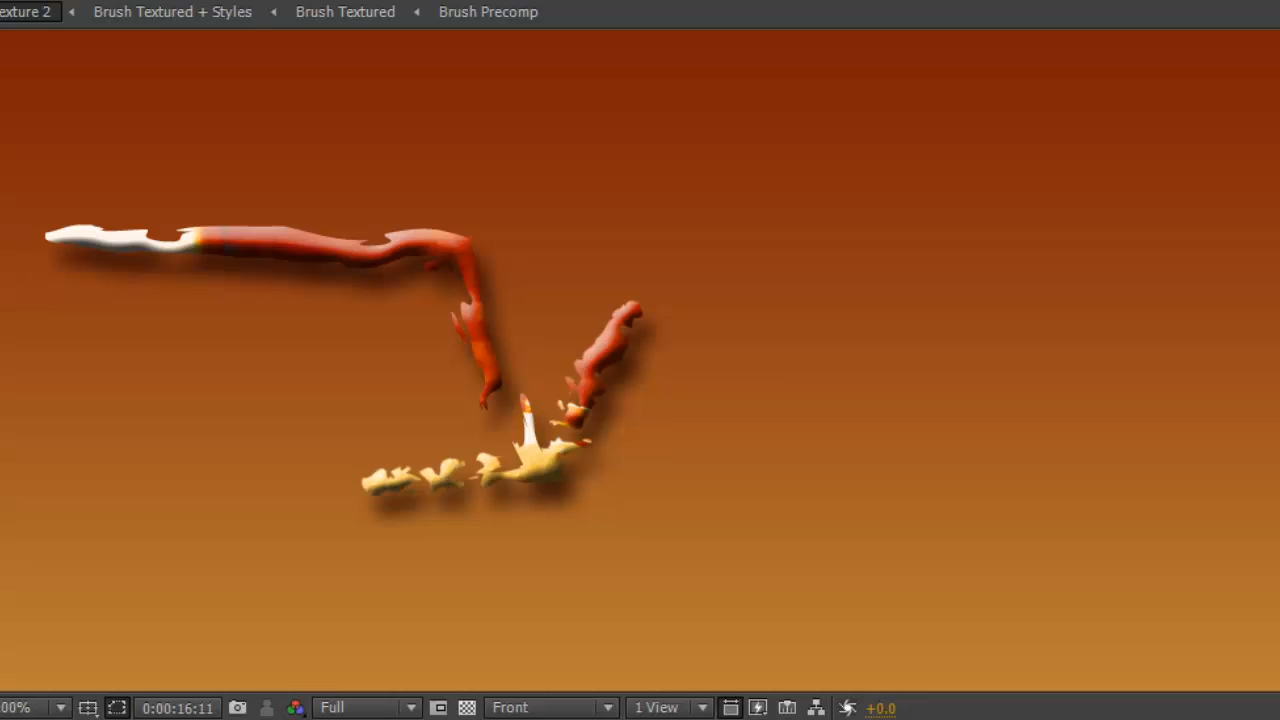 exture 2 Brush Textured + Styles Brush Textured Brush Precomp
00% 0:00:16:11 Full Front 1 View +0.0